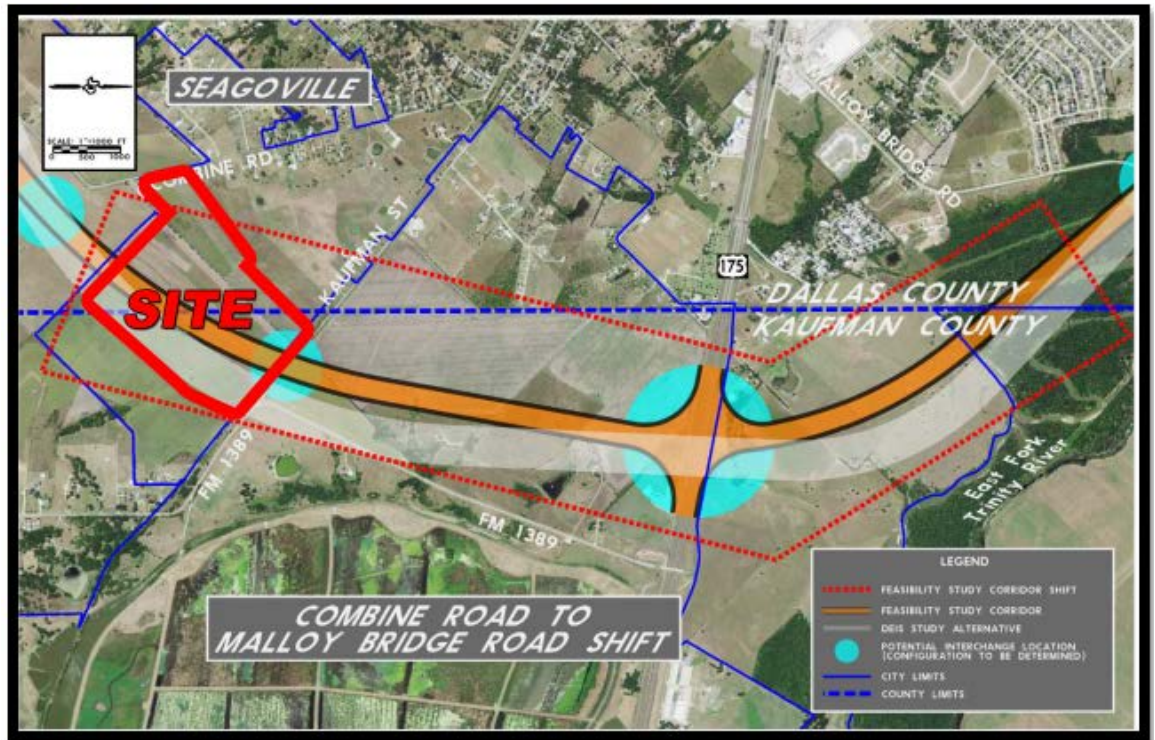 SEAGOVILLE
SCALE: 1"=1000 FT
0 500 1000
COMBINE RD
KAUFMAN ST
MALLOY BRIDGE RD
175
DALLAS COUNTY
KAUFMAN COUNTY
SITE
FM 1389
FM 1389
East Fork
Trinity River
COMBINE ROAD TO
MALLOY BRIDGE ROAD SHIFT
LEGEND
FEASIBILITY STUDY CORRIDOR SHIFT
FEASIBILITY STUDY CORRIDOR
DEIS STUDY ALTERNATIVE
POTENTIAL INTERCHANGE LOCATION
(CONFIGURATION TO BE DETERMINED)
CITY LIMITS
COUNTY LIMITS